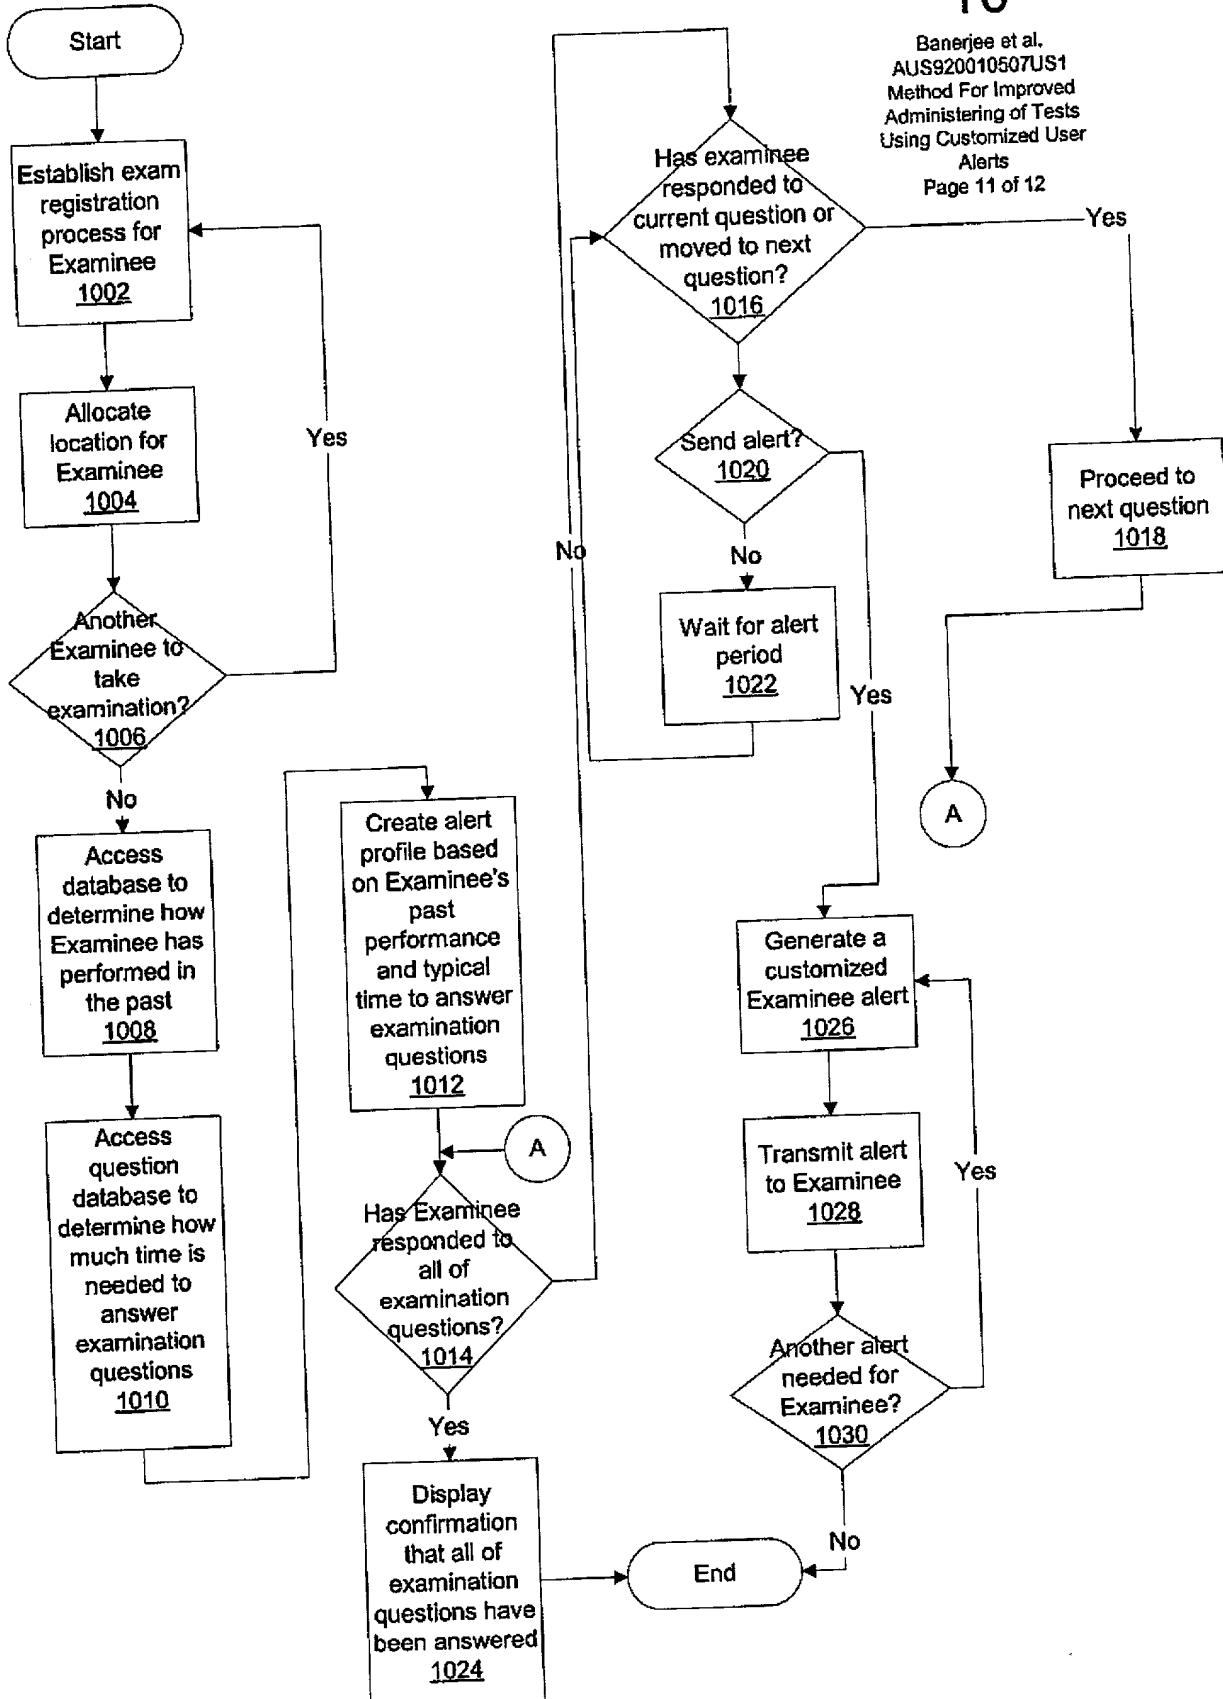 10
Banerjee et al.
AUS920010507US1
Method For Improved
Administering of Tests
Using Customized User
Alerts
Page 11 of 12
Start
Establish exam
registration
process for
Examinee
1002
Allocate
location for
Examinee
1004
Yes
Another
Examinee to
take
examination?
1006
No
Access
database to
determine how
Examinee has
performed in
the past
1008
Access
question
database to
determine how
much time is
needed to
answer
examination
questions
1010
Create alert
profile based
on Examinee's
past
performance
and typical
time to answer
examination
questions
1012
A
Has Examinee
responded to
all of
examination
questions?
1014
Yes
Display
confirmation
that all of
examination
questions have
been answered
1024
No
Has examinee
responded to
current question or
moved to next
question?
1016
Yes
Proceed to
next question
1018
A
Send alert?
1020
No
Wait for alert
period
1022
Yes
Generate a
customized
Examinee alert
1026
Transmit alert
to Examinee
1028
Yes
Another alert
needed for
Examinee?
1030
No
End